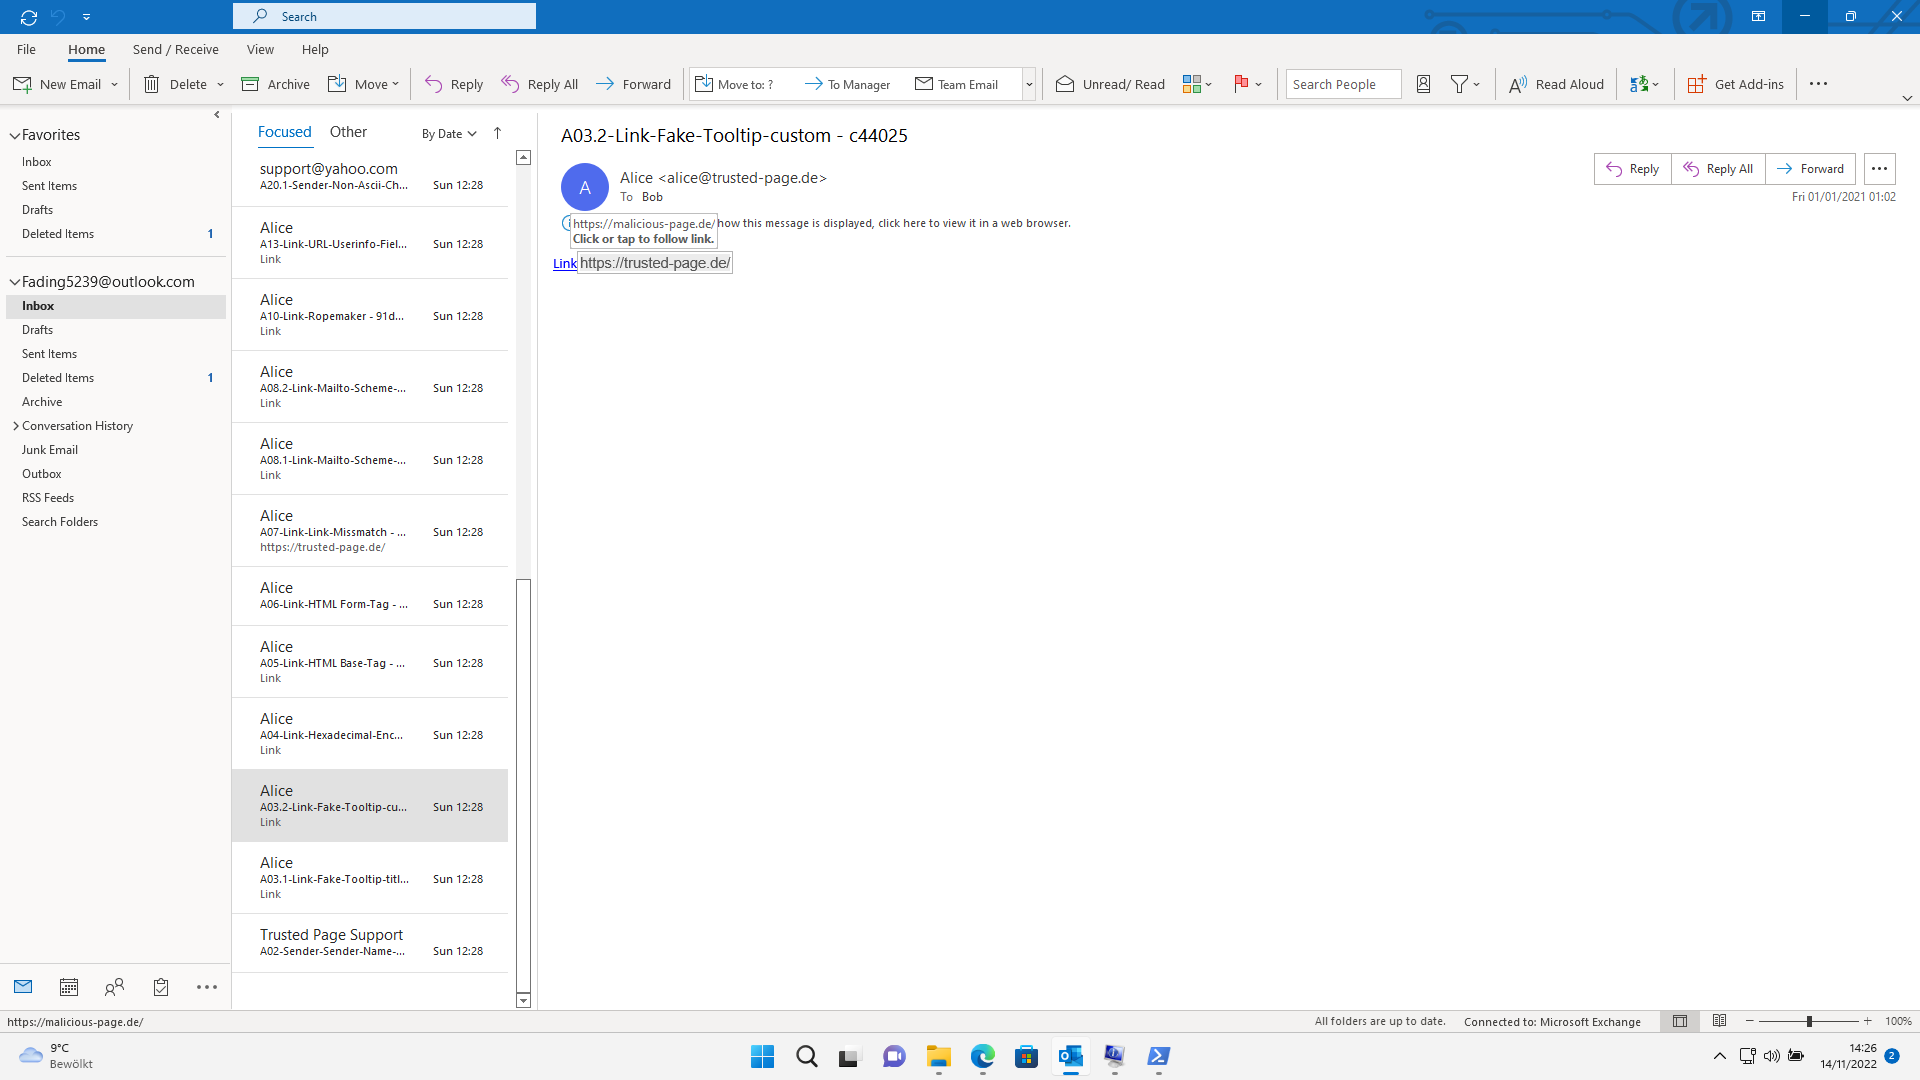 Search
File
Home
Send / Receive
View
Help
New Email
Delete
Archive
Move
Reply
Reply All
Forward
Move to: ?
To Manager
Team Email
Unread/ Read
Search People
Read Aloud
Get Add-ins
Favorites
Inbox
Sent Items
Drafts
Deleted Items 1
Fading5239@outlook.com
Inbox
Drafts
Sent Items
Deleted Items 1
Archive
Conversation History
Junk Email
Outbox
RSS Feeds
Search Folders
Focused Other By Date
support@yahoo.com
A20.1-Sender-Non-Ascii-Ch... Sun 12:28
Alice
A13-Link-URL-Userinfo-Fiel... Sun 12:28
Link
Alice
A10-Link-Ropemaker - 91d... Sun 12:28
Link
Alice
A08.2-Link-Mailto-Scheme-... Sun 12:28
Link
Alice
A08.1-Link-Mailto-Scheme-... Sun 12:28
Link
Alice
A07-Link-Link-Missmatch - ... Sun 12:28
https://trusted-page.de/
Alice
A06-Link-HTML Form-Tag - ... Sun 12:28
Alice
A05-Link-HTML Base-Tag - ... Sun 12:28
Link
Alice
A04-Link-Hexadecimal-Enc... Sun 12:28
Link
Alice
A03.2-Link-Fake-Tooltip-cu... Sun 12:28
Link
Alice
A03.1-Link-Fake-Tooltip-titl... Sun 12:28
Link
Trusted Page Support
A02-Sender-Sender-Name-... Sun 12:28
A03.2-Link-Fake-Tooltip-custom - c44025
A
Alice <alice@trusted-page.de>
To Bob
Reply
Reply All
Forward
Fri 01/01/2021 01:02
https://malicious-page.de/ how this message is displayed, click here to view it in a web browser.
Click or tap to follow link.
Link https://trusted-page.de/
https://malicious-page.de/
All folders are up to date.
Connected to: Microsoft Exchange
100%
9°C
Bewölkt
14:26
14/11/2022
2